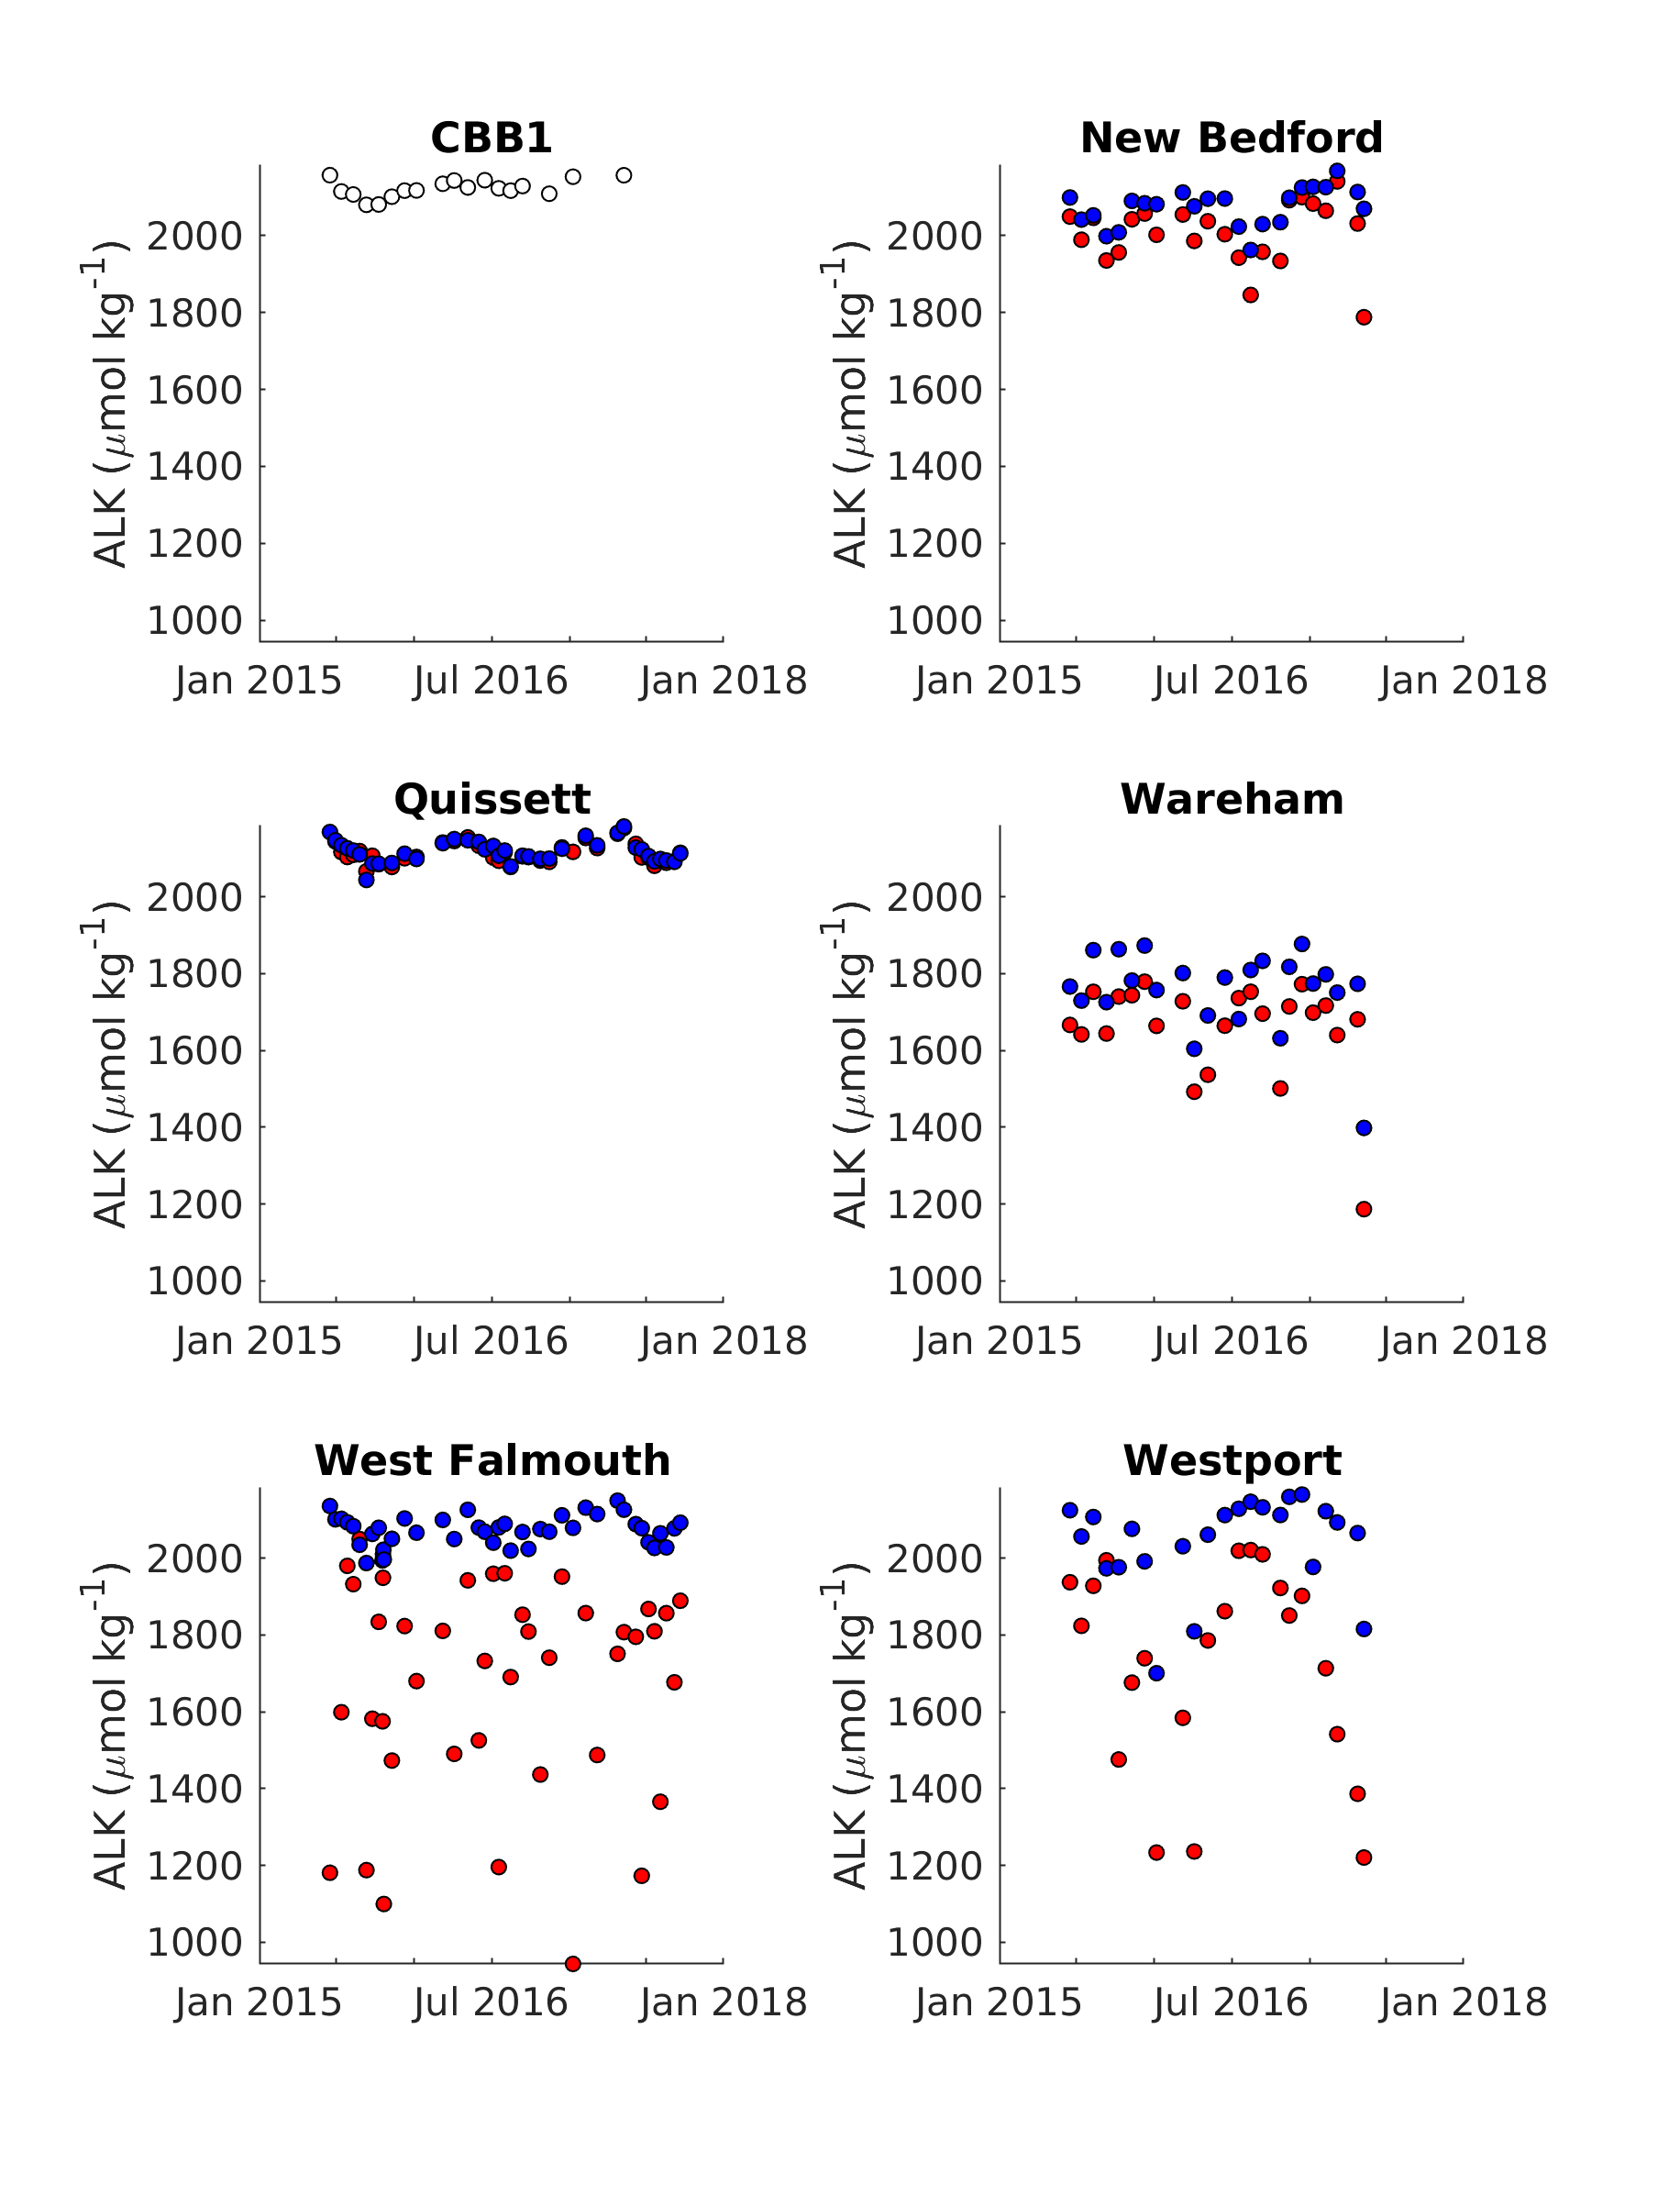 CBB1
ALK (μmol kg-1)
2000
1800
1600
1400
1200
1000
Jan 2015 Jul 2016 Jan 2018
New Bedford
ALK (μmol kg-1)
2000
1800
1600
1400
1200
1000
Jan 2015 Jul 2016 Jan 2018
Quissett
ALK (μmol kg-1)
2000
1800
1600
1400
1200
1000
Jan 2015 Jul 2016 Jan 2018
Wareham
ALK (μmol kg-1)
2000
1800
1600
1400
1200
1000
Jan 2015 Jul 2016 Jan 2018
West Falmouth
ALK (μmol kg-1)
2000
1800
1600
1400
1200
1000
Jan 2015 Jul 2016 Jan 2018
Westport
ALK (μmol kg-1)
2000
1800
1600
1400
1200
1000
Jan 2015 Jul 2016 Jan 2018